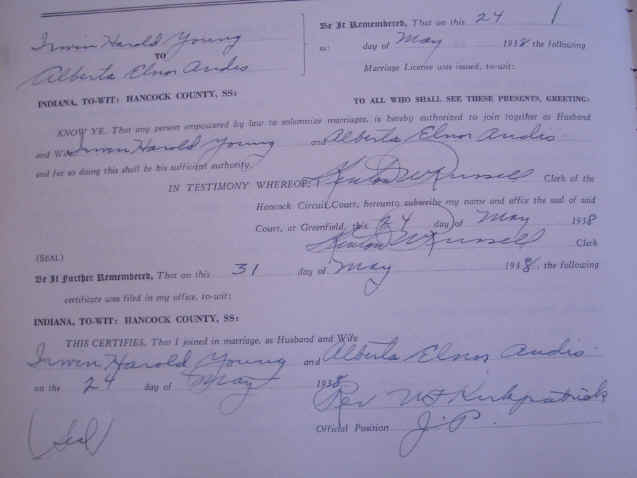 Irwin Harold Young
TO
Alberta Elnor Andis
Be It Remembered, That on this 24
ss: day of May 1938 the following
Marriage License was issued, to-wit:
INDIANA, TO-WIT: HANCOCK COUNTY, SS:
TO ALL WHO SHALL SEE THESE PRESENTS, GREETING:
KNOW YE, That any person empowered by law to solemnize marriages, is hereby authorized to join together as Husband
and Wife Irwin Harold Young and Alberta Elnor Andis
and for so doing this shall be his sufficient authority.
IN TESTIMONY WHEREOF, I Kenton W Russell Clerk of the
Hancock Circuit Court, hereunto subscribe my name and affix the seal of said
Court, at Greenfield, this 24 day of May 1938
Kenton W Russell Clerk
(SEAL)
Be It Further Remembered, That on this 31 day of May 1938, the following
certificate was filed in my office, to-wit:
INDIANA, TO-WIT: HANCOCK COUNTY, SS:
THIS CERTIFIES, That I joined in marriage, as Husband and Wife
Irwin Harold Young and Alberta Elnor Andis
on the 24 day of May 1938
Rev Kirkpatrick
Official Position J.P.
(Seal)